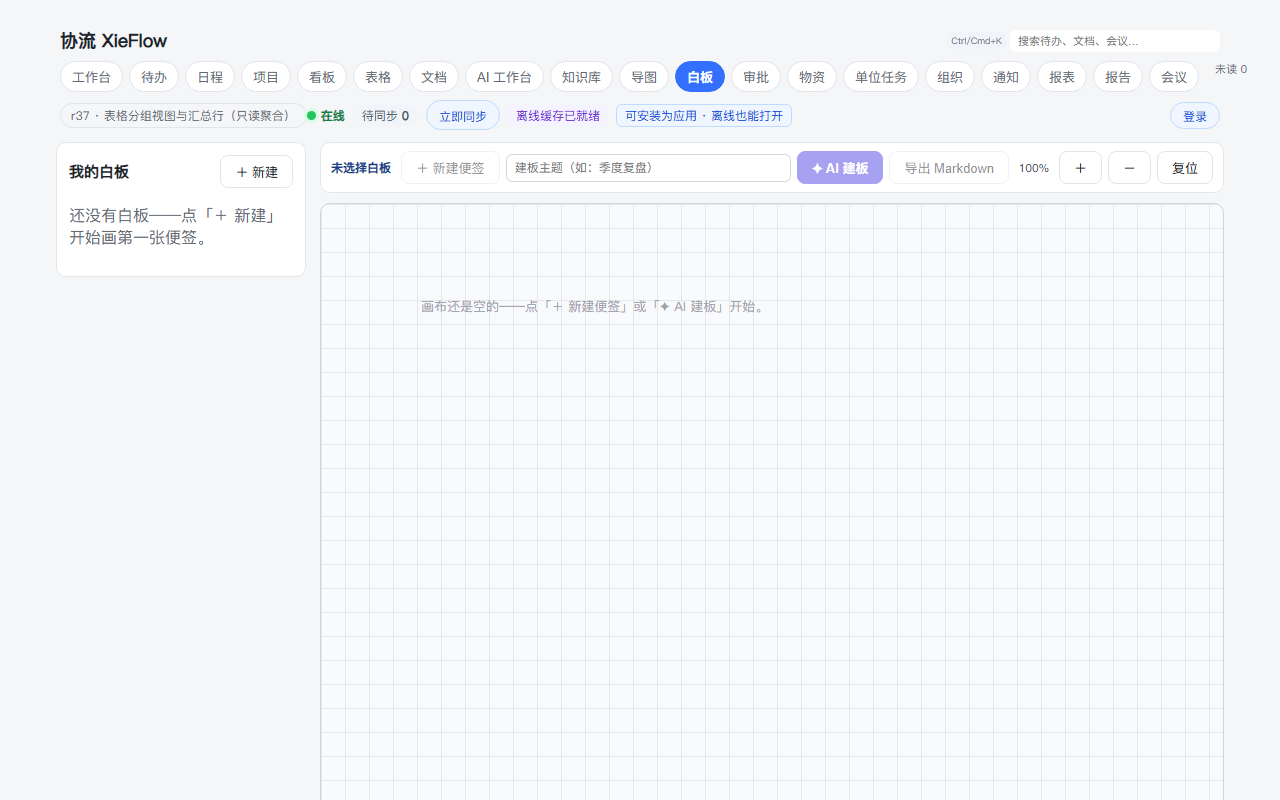 协流 XieFlow
Ctrl/Cmd+K 搜索待办、文档、会议...
工作台 待办 日程 项目 看板 表格 文档 AI 工作台 知识库 导图 白板 审批 物资 单位任务 组织 通知 报表 报告 会议 未读 0
r37 · 表格分组视图与汇总行（只读聚合） 在线 待同步 0 立即同步 离线缓存已就绪 可安装为应用 · 离线也能打开 登录
我的白板 ＋ 新建
未选择白板 ＋ 新建便签 建板主题（如：季度复盘） ✦ AI 建板 导出 Markdown 100% ＋ － 复位
还没有白板——点「＋ 新建」
开始画第一张便签。
画布还是空的——点「＋ 新建便签」或「✦ AI 建板」开始。